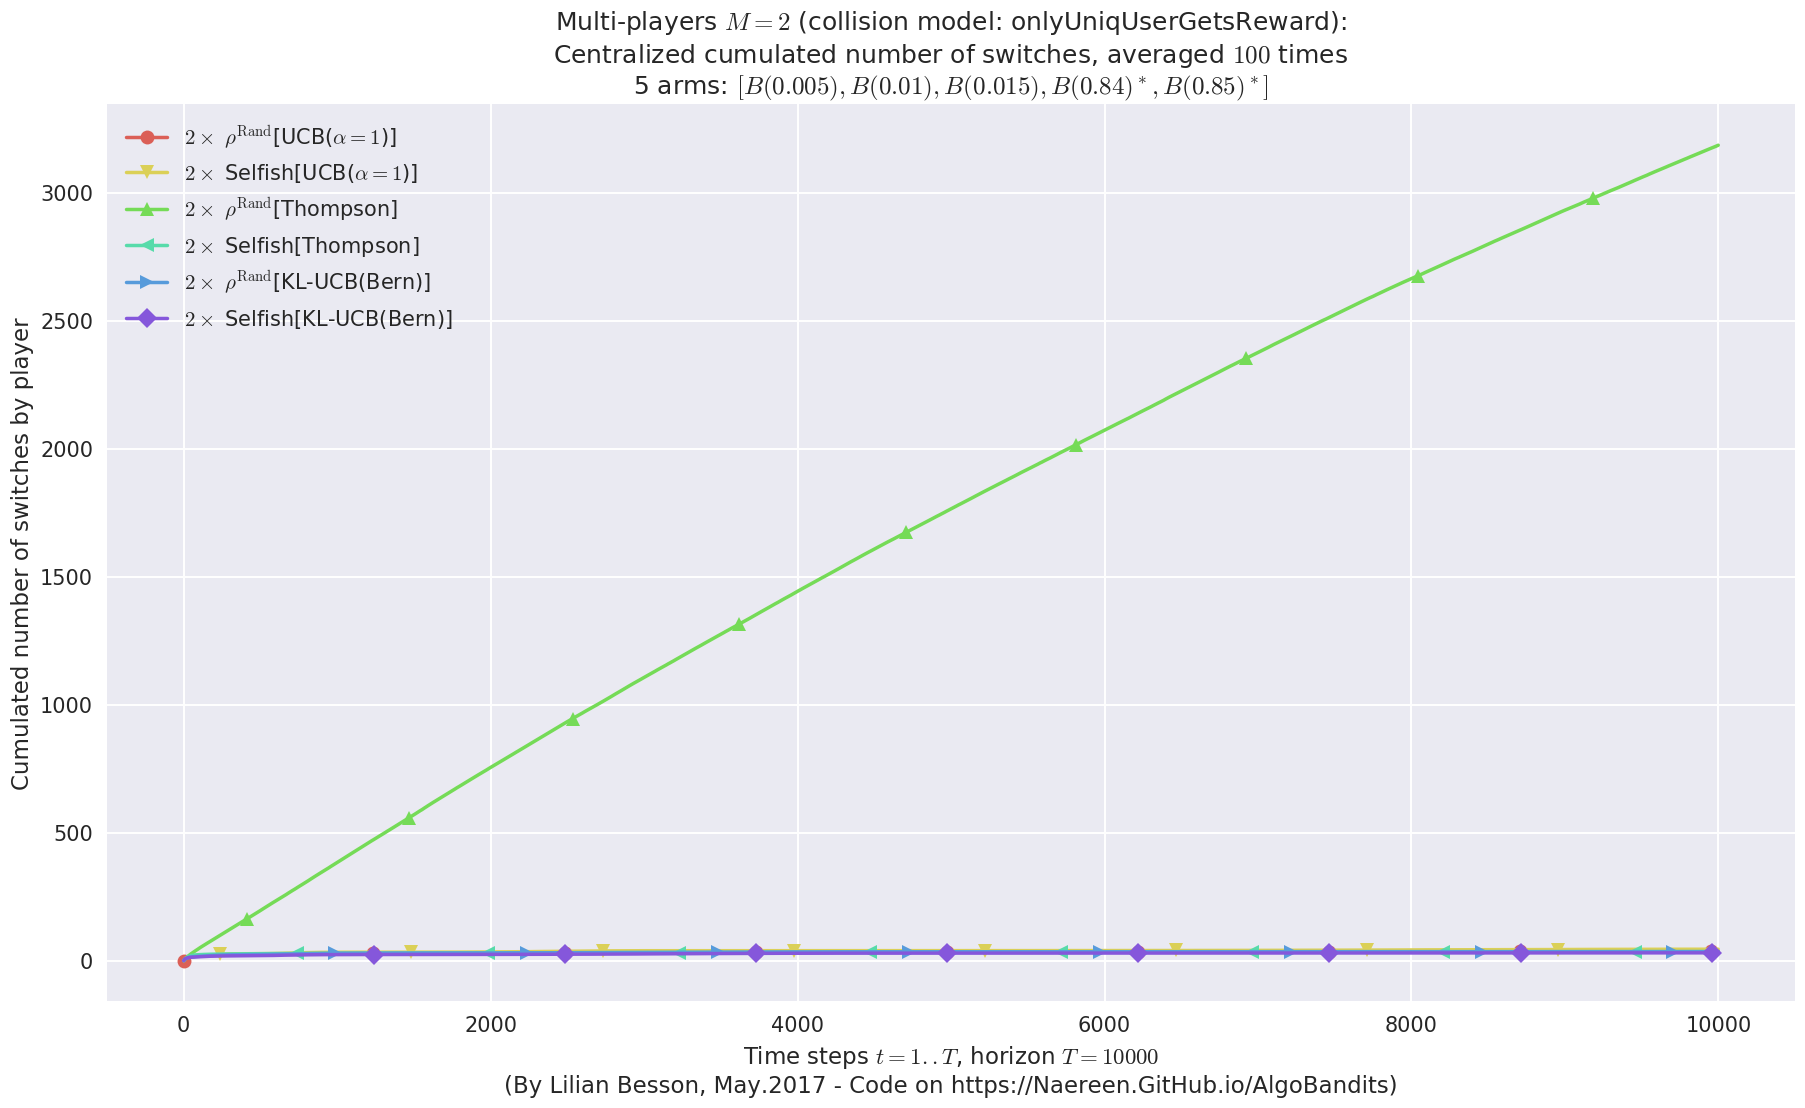 Multi-players M = 2 (collision model: onlyUniqUserGetsReward):
Centralized cumulated number of switches, averaged 100 times
5 arms: [B(0.005), B(0.01), B(0.015), B(0.84)*, B(0.85)*]
2× ρ^Rand[UCB(α = 1)]
2× Selfish[UCB(α = 1)]
2× ρ^Rand[Thompson]
2× Selfish[Thompson]
2× ρ^Rand[KL-UCB(Bern)]
2× Selfish[KL-UCB(Bern)]
Cumulated number of switches by player
3000
2500
2000
1500
1000
500
0
0 2000 4000 6000 8000 10000
Time steps t = 1..T, horizon T = 10000
(By Lilian Besson, May.2017 - Code on https://Naereen.GitHub.io/AlgoBandits)